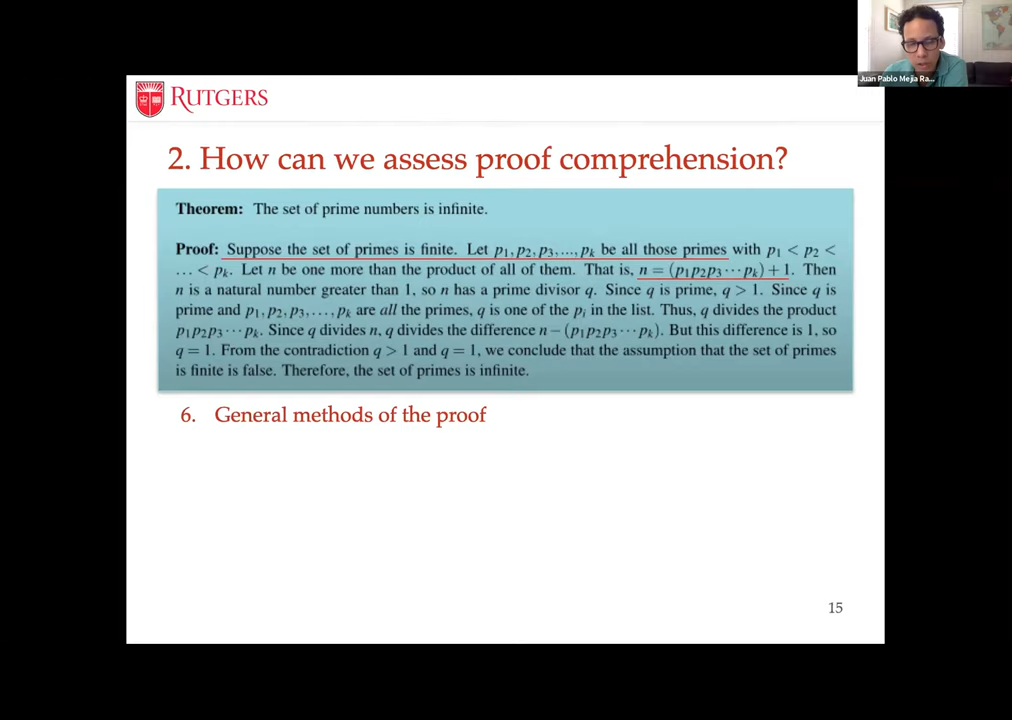 Juan Pablo Mejia Ra...
RUTGERS
2. How can we assess proof comprehension?
Theorem: The set of prime numbers is infinite.
Proof: Suppose the set of primes is finite. Let p₁, p₂, p₃, ..., pₖ be all those primes with p₁ < p₂ <
... < pₖ. Let n be one more than the product of all of them. That is, n = (p₁p₂p₃⋯pₖ) + 1. Then
n is a natural number greater than 1, so n has a prime divisor q. Since q is prime, q > 1. Since q is
prime and p₁, p₂, p₃, ..., pₖ are all the primes, q is one of the pᵢ in the list. Thus, q divides the product
p₁p₂p₃⋯pₖ. Since q divides n, q divides the difference n − (p₁p₂p₃⋯pₖ). But this difference is 1, so
q = 1. From the contradiction q > 1 and q = 1, we conclude that the assumption that the set of primes
is finite is false. Therefore, the set of primes is infinite.
6. General methods of the proof
15